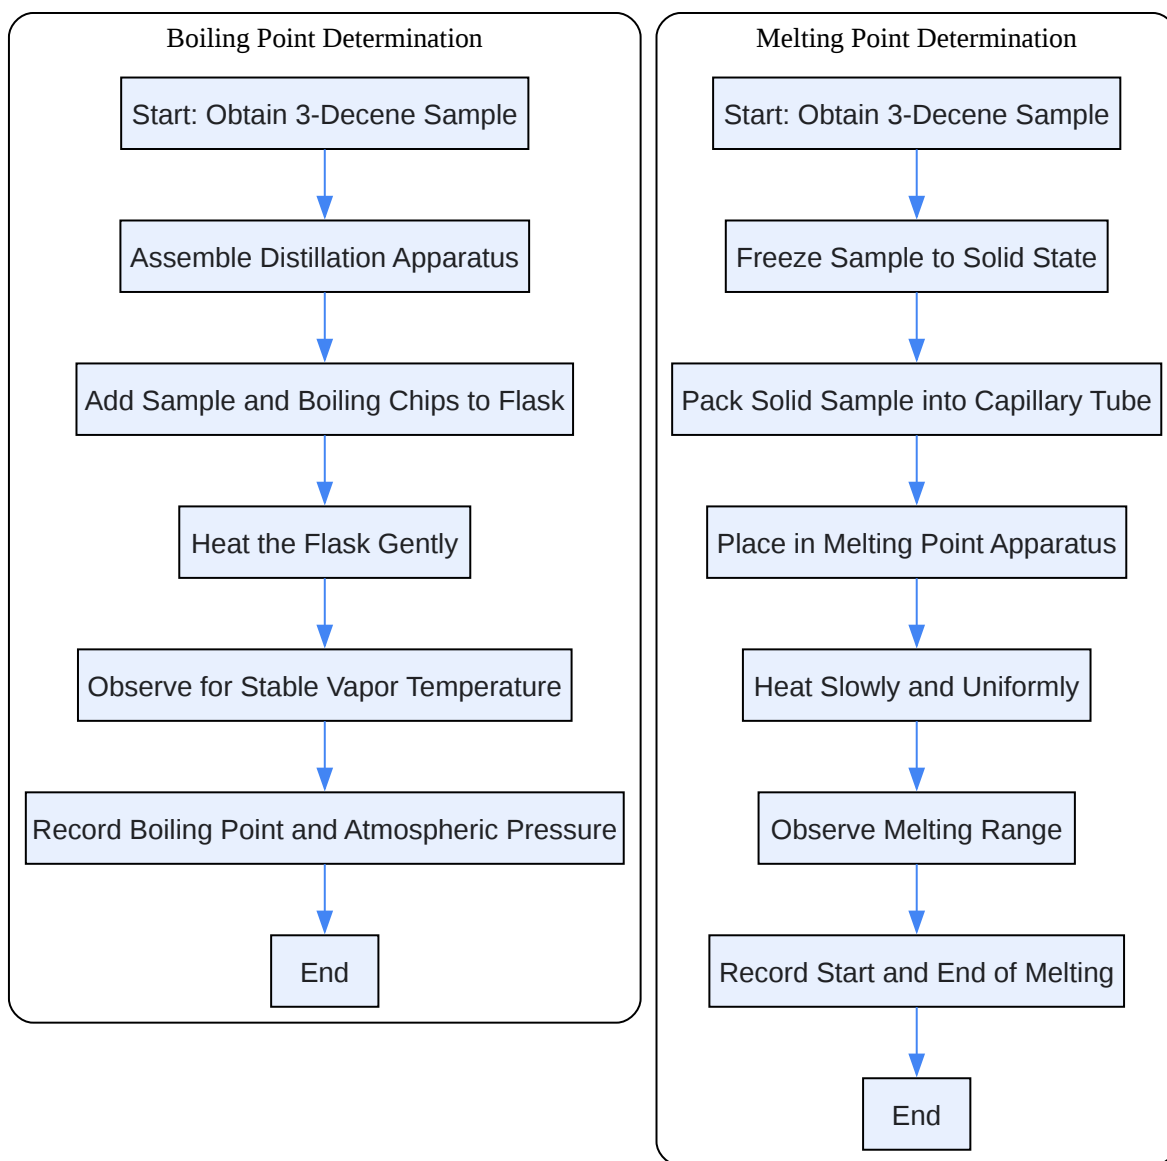 Boiling Point Determination
Start: Obtain 3-Decene Sample
Assemble Distillation Apparatus
Add Sample and Boiling Chips to Flask
Heat the Flask Gently
Observe for Stable Vapor Temperature
Record Boiling Point and Atmospheric Pressure
End
Melting Point Determination
Start: Obtain 3-Decene Sample
Freeze Sample to Solid State
Pack Solid Sample into Capillary Tube
Place in Melting Point Apparatus
Heat Slowly and Uniformly
Observe Melting Range
Record Start and End of Melting
End